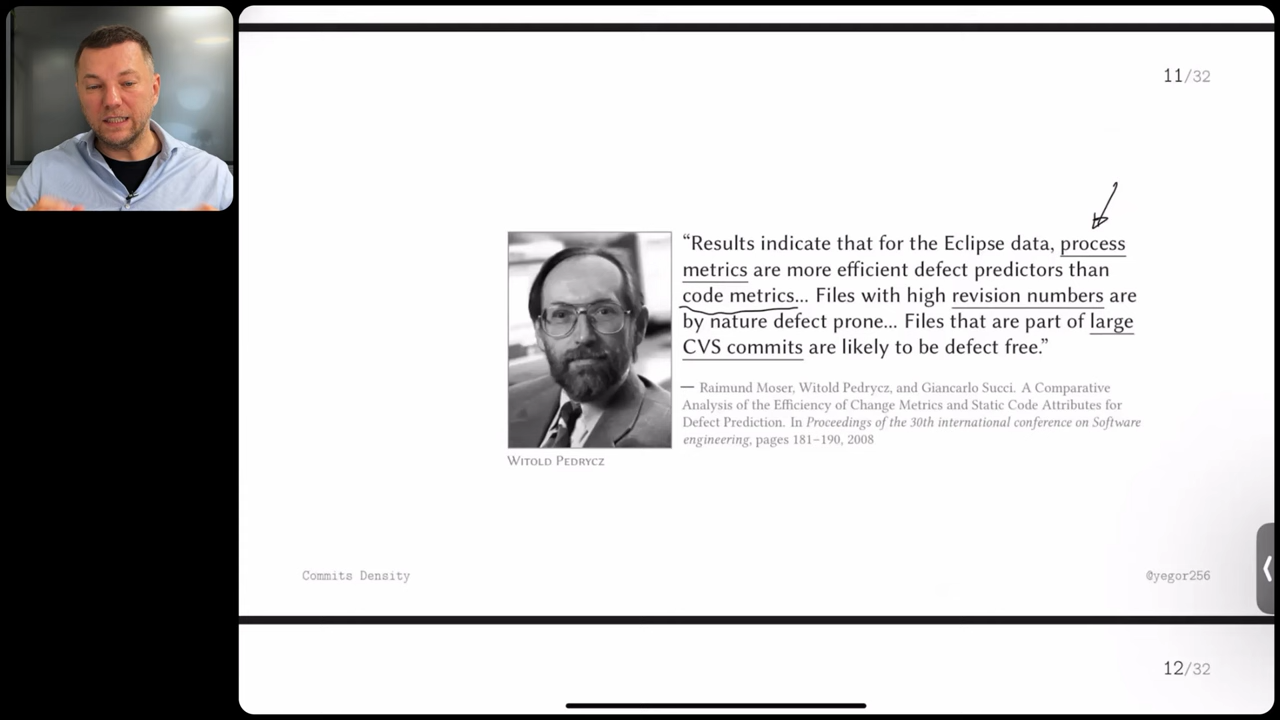 11/32
“Results indicate that for the Eclipse data, process
metrics are more efficient defect predictors than
code metrics... Files with high revision numbers are
by nature defect prone... Files that are part of large
CVS commits are likely to be defect free.”
— Raimund Moser, Witold Pedrycz, and Giancarlo Succi. A Comparative
Analysis of the Efficiency of Change Metrics and Static Code Attributes for
Defect Prediction. In Proceedings of the 30th international conference on Software
engineering, pages 181–190, 2008
WITOLD PEDRYCZ
Commits Density
@yegor256
12/32